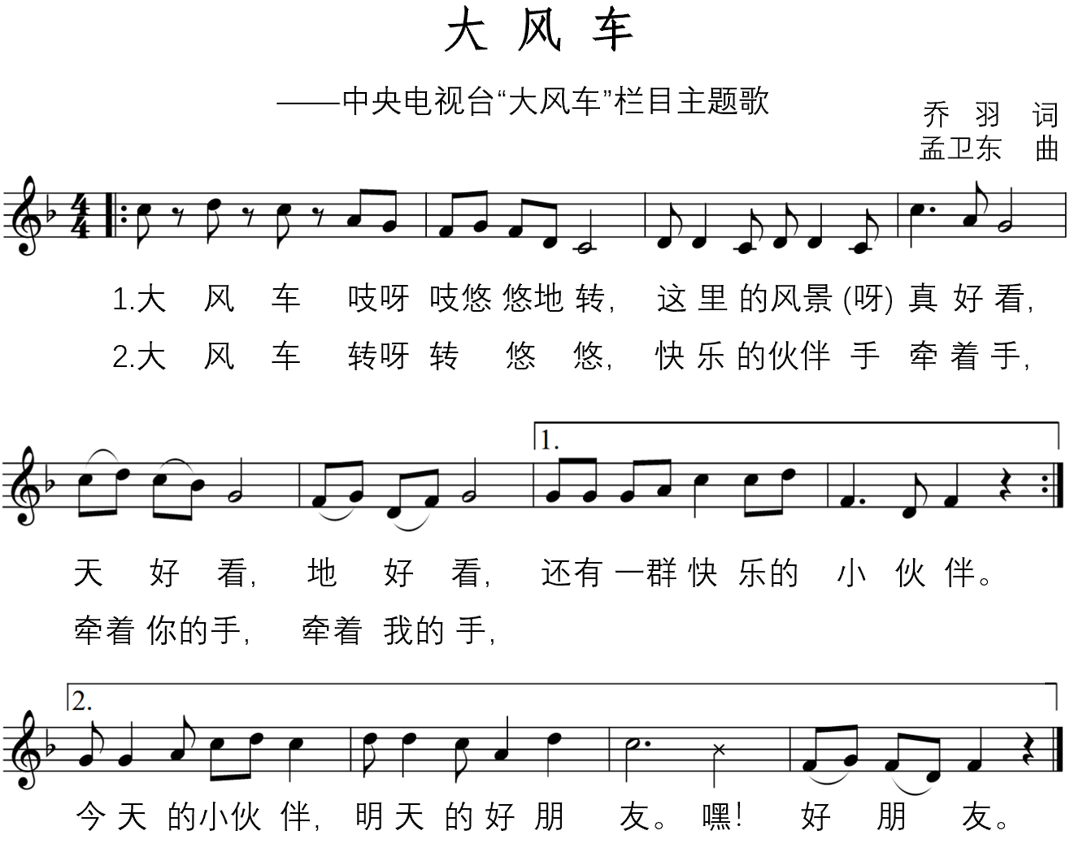 大风车
——中央电视台“大风车”栏目主题歌
乔 羽 词
孟卫东 曲
4
4
1.大 风 车 吱呀 吱悠 悠地 转, 这 里 的风景 (呀) 真 好 看,
2.大 风 车 转呀 转 悠 悠, 快 乐 的伙伴 手 牵 着 手,
1.
天 好 看, 地 好 看, 还有 一群 快 乐的 小 伙 伴。
牵着 你的 手, 牵着 我的 手,
2.
今 天 的小伙 伴, 明 天 的 好 朋 友。 嘿! 好 朋 友。